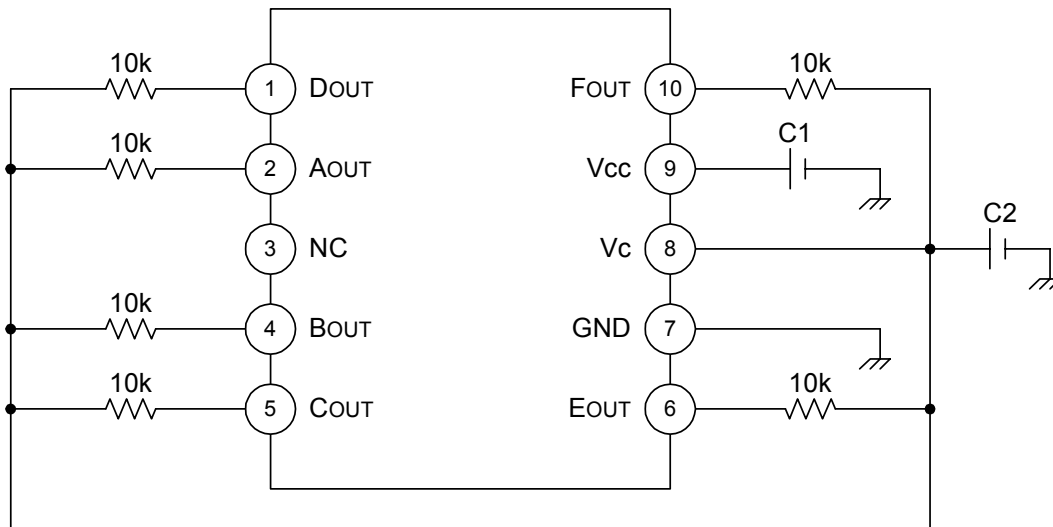 10k
1 DOUT
FOUT 10
10k
10k
2 AOUT
Vcc 9
C1
3 NC
Vc 8
C2
10k
4 BOUT
GND 7
10k
5 COUT
EOUT 6
10k